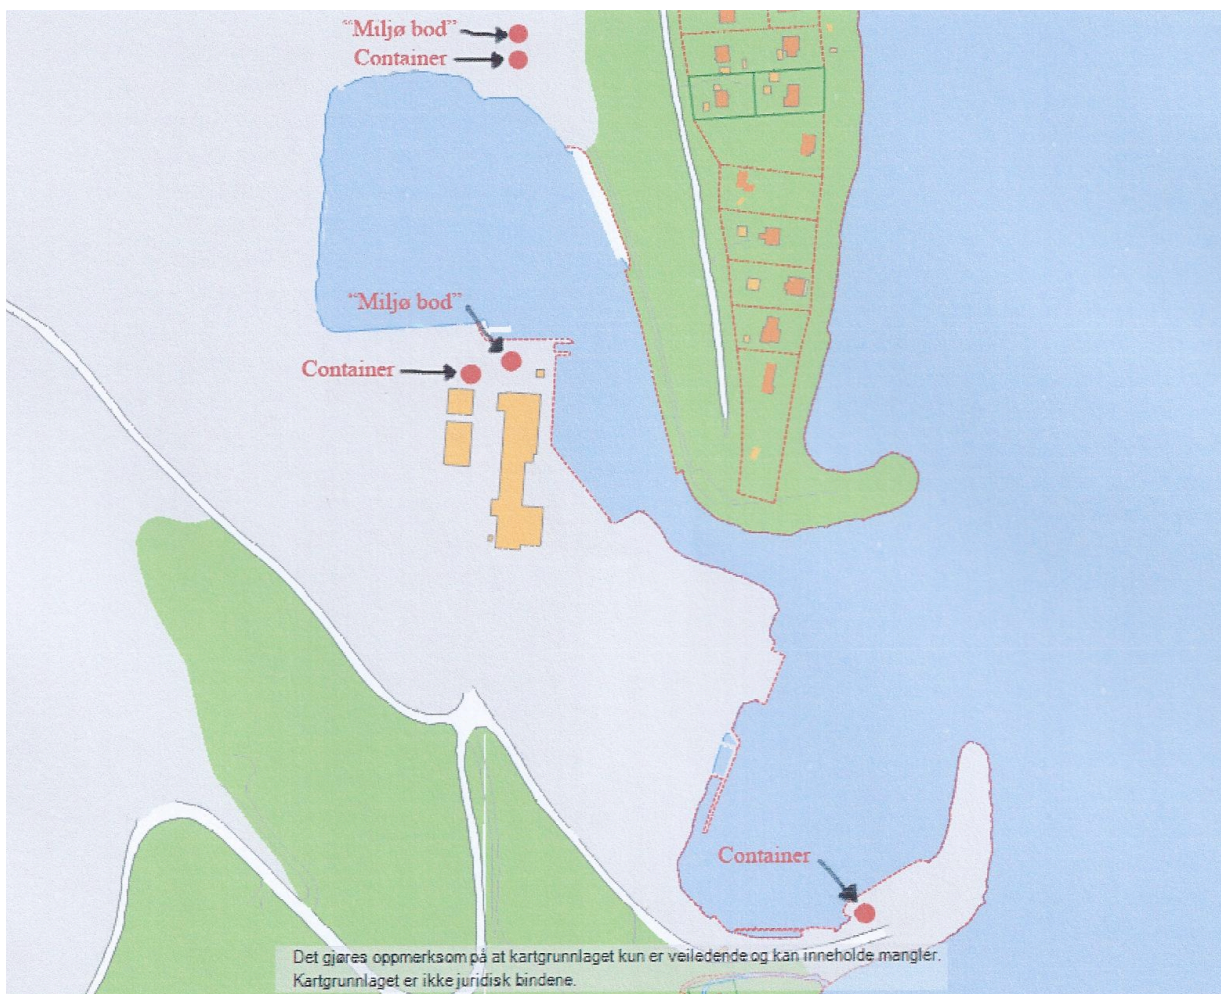 “Miljø bod”
Container
“Miljø bod”
Container
Container
Det gjøres oppmerksom på at kartgrunnlaget kun er veiledende og kan inneholde mangler.
Kartgrunnlaget er ikke juridisk bindene.